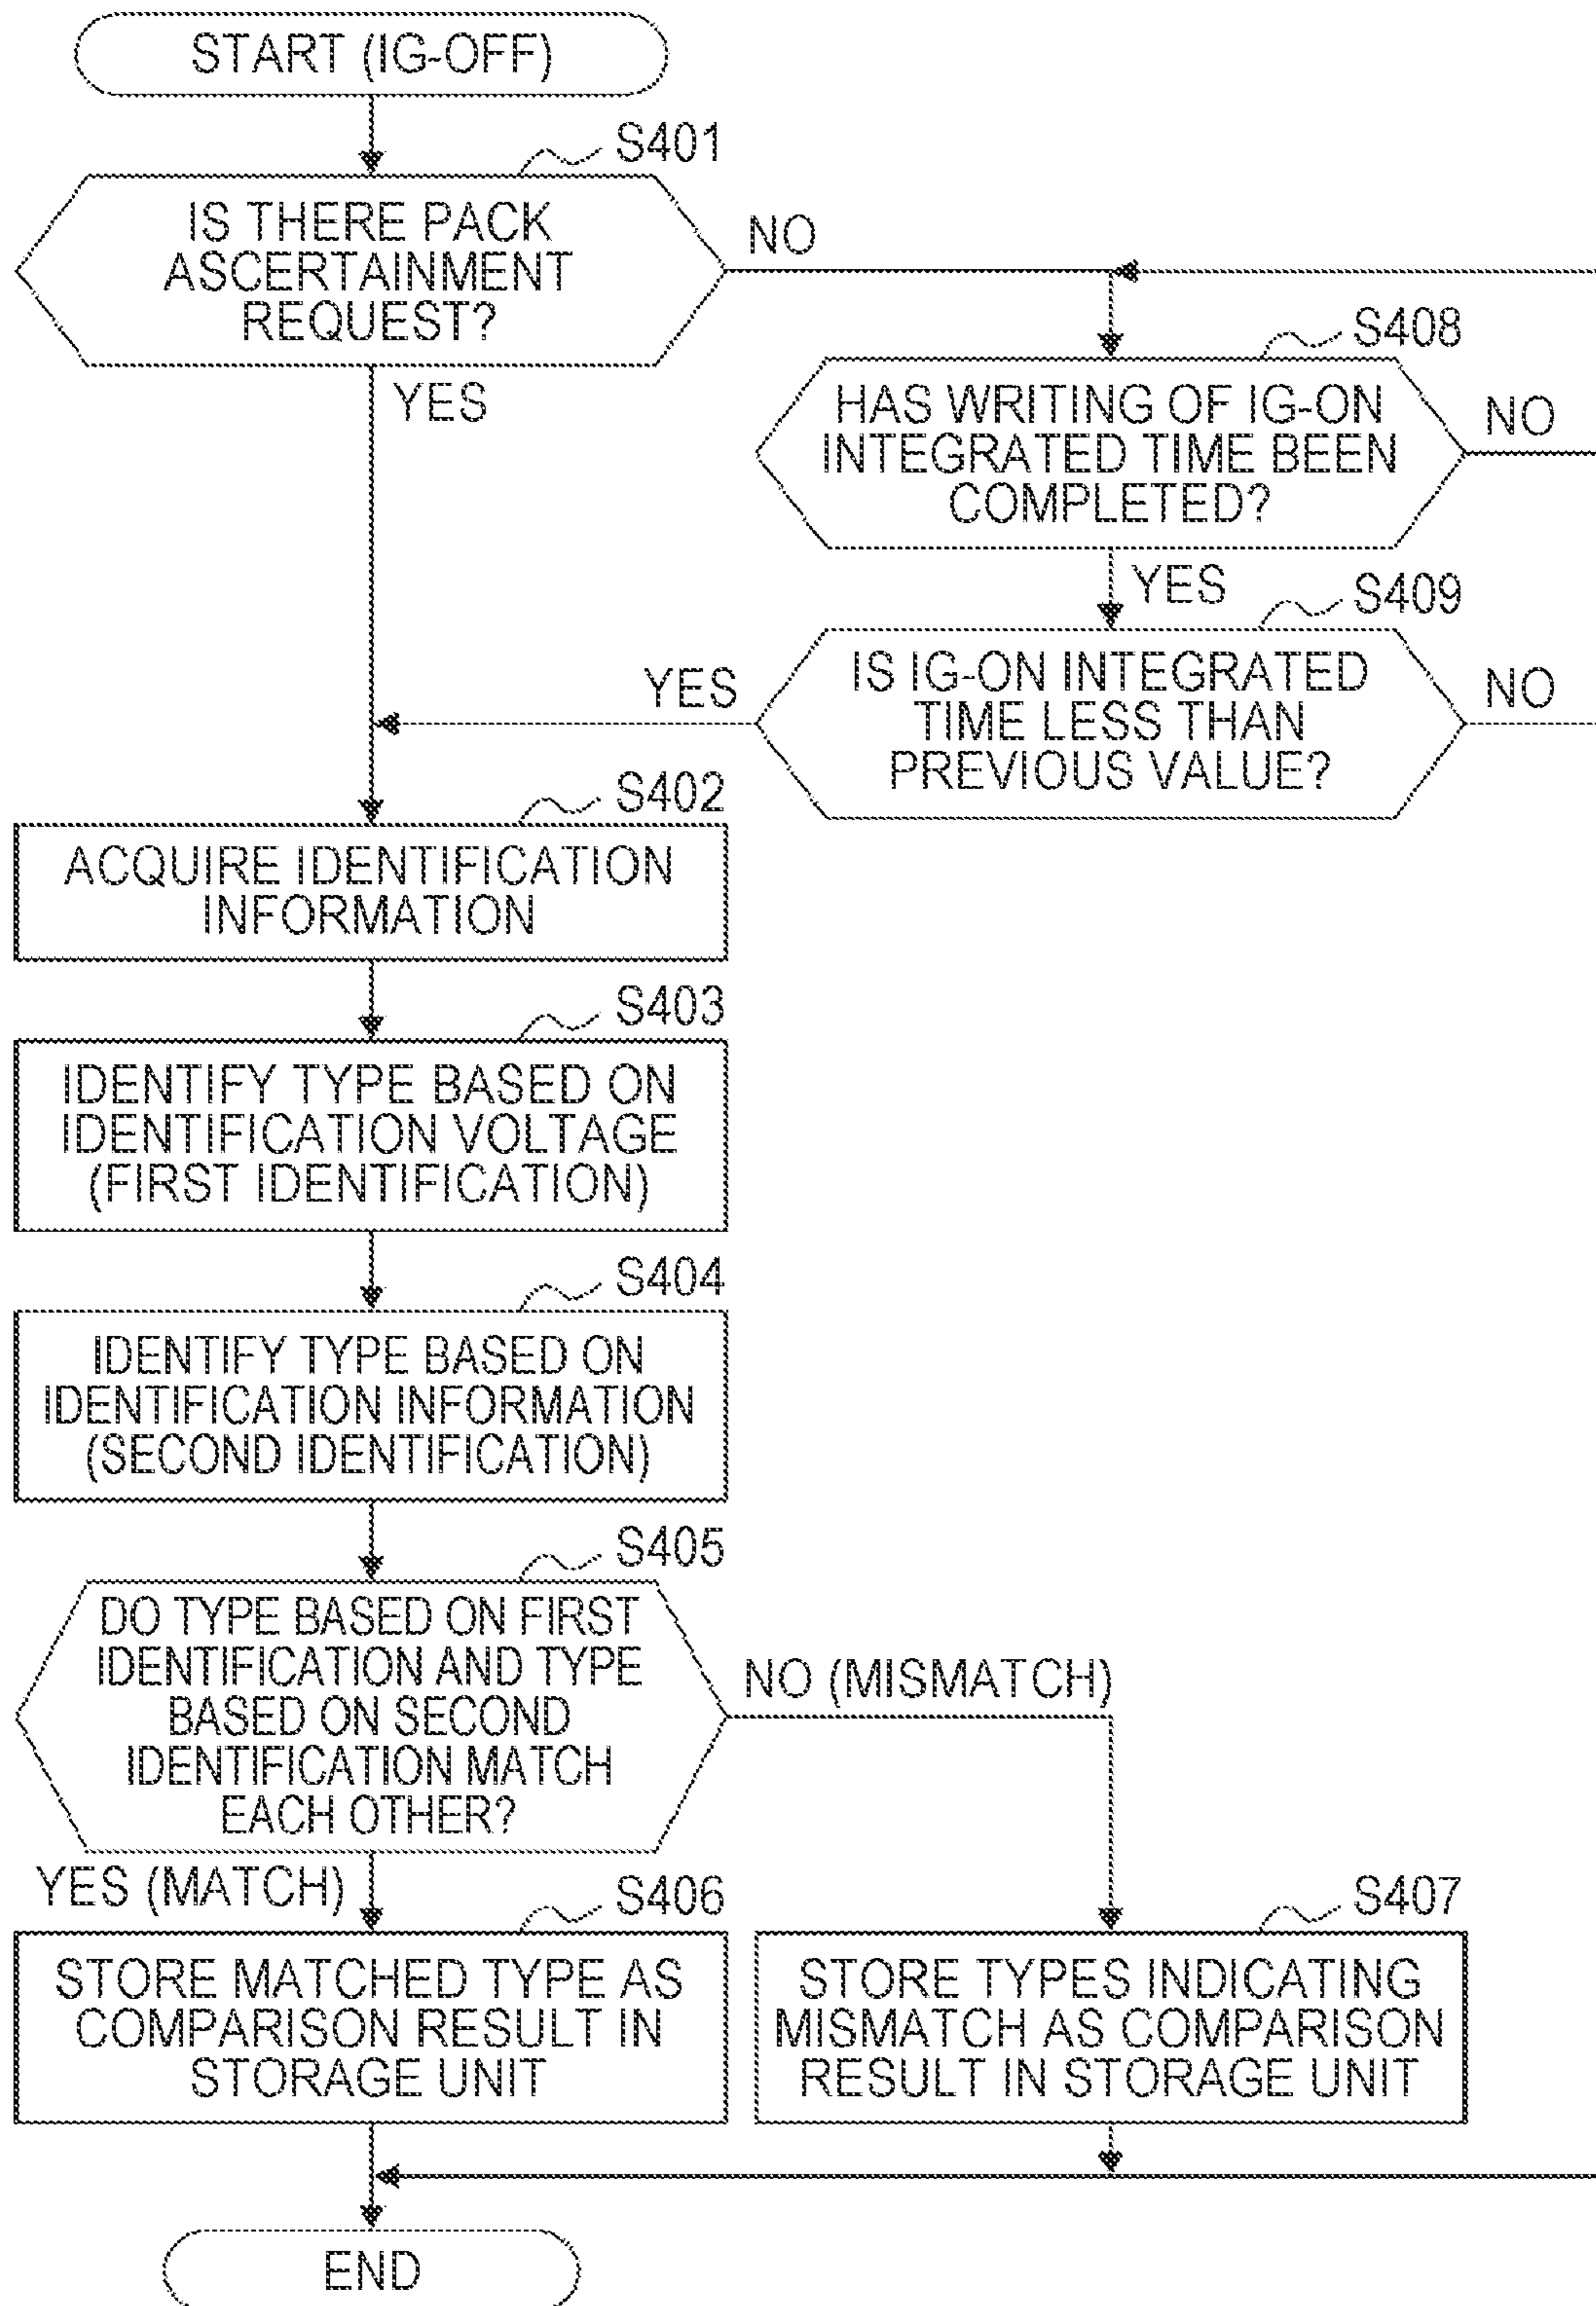 START (IG-OFF)
S401
IS THERE PACK
ASCERTAINMENT
REQUEST?
NO
YES
S408
HAS WRITING OF IG-ON
INTEGRATED TIME BEEN
COMPLETED?
NO
YES
S409
IS IG-ON INTEGRATED
TIME LESS THAN
PREVIOUS VALUE?
YES
NO
S402
ACQUIRE IDENTIFICATION
INFORMATION
S403
IDENTIFY TYPE BASED ON
IDENTIFICATION VOLTAGE
(FIRST IDENTIFICATION)
S404
IDENTIFY TYPE BASED ON
IDENTIFICATION INFORMATION
(SECOND IDENTIFICATION)
S405
DO TYPE BASED ON FIRST
IDENTIFICATION AND TYPE
BASED ON SECOND
IDENTIFICATION MATCH
EACH OTHER?
NO (MISMATCH)
YES (MATCH)
S406
STORE MATCHED TYPE AS
COMPARISON RESULT IN
STORAGE UNIT
S407
STORE TYPES INDICATING
MISMATCH AS COMPARISON
RESULT IN STORAGE UNIT
END